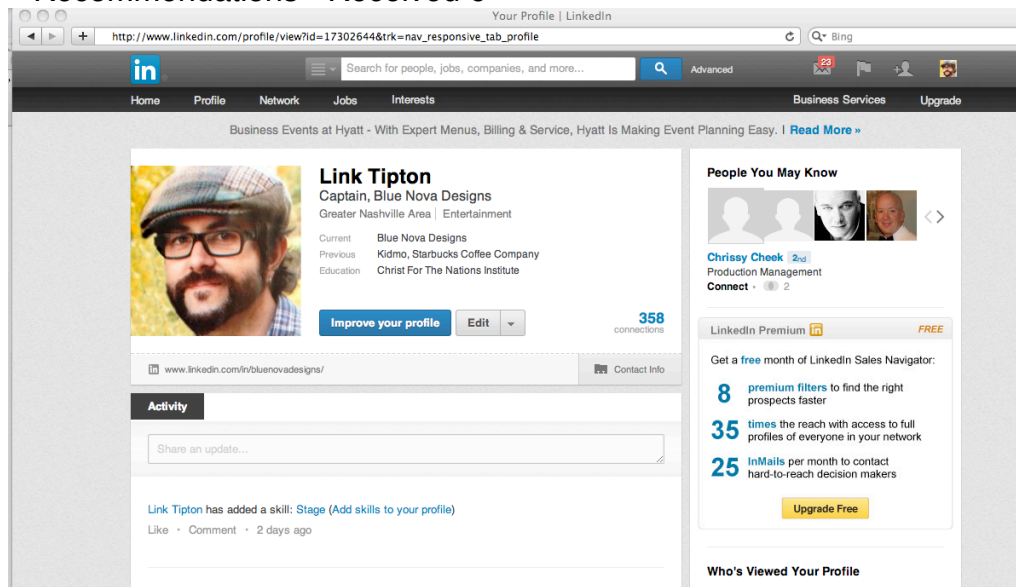 Your Profile | LinkedIn
http://www.linkedin.com/profile/view?id=17302644&trk=nav_responsive_tab_profile
Bing
in
Search for people, jobs, companies, and more...
Advanced
23
Home Profile Network Jobs Interests
Business Services Upgrade
Business Events at Hyatt - With Expert Menus, Billing & Service, Hyatt Is Making Event Planning Easy. I Read More »
Link Tipton
Captain, Blue Nova Designs
Greater Nashville Area | Entertainment
Current Blue Nova Designs
Previous Kidmo, Starbucks Coffee Company
Education Christ For The Nations Institute
Improve your profile Edit
358
connections
in www.linkedin.com/in/bluenovadesigns/
Contact Info
Activity
Share an update...
Link Tipton has added a skill: Stage (Add skills to your profile)
Like · Comment · 2 days ago
People You May Know
Chrissy Cheek 2nd
Production Management
Connect · 2
LinkedIn Premium in FREE
Get a free month of LinkedIn Sales Navigator:
8 premium filters to find the right
prospects faster
35 times the reach with access to full
profiles of everyone in your network
25 InMails per month to contact
hard-to-reach decision makers
Upgrade Free
Who's Viewed Your Profile